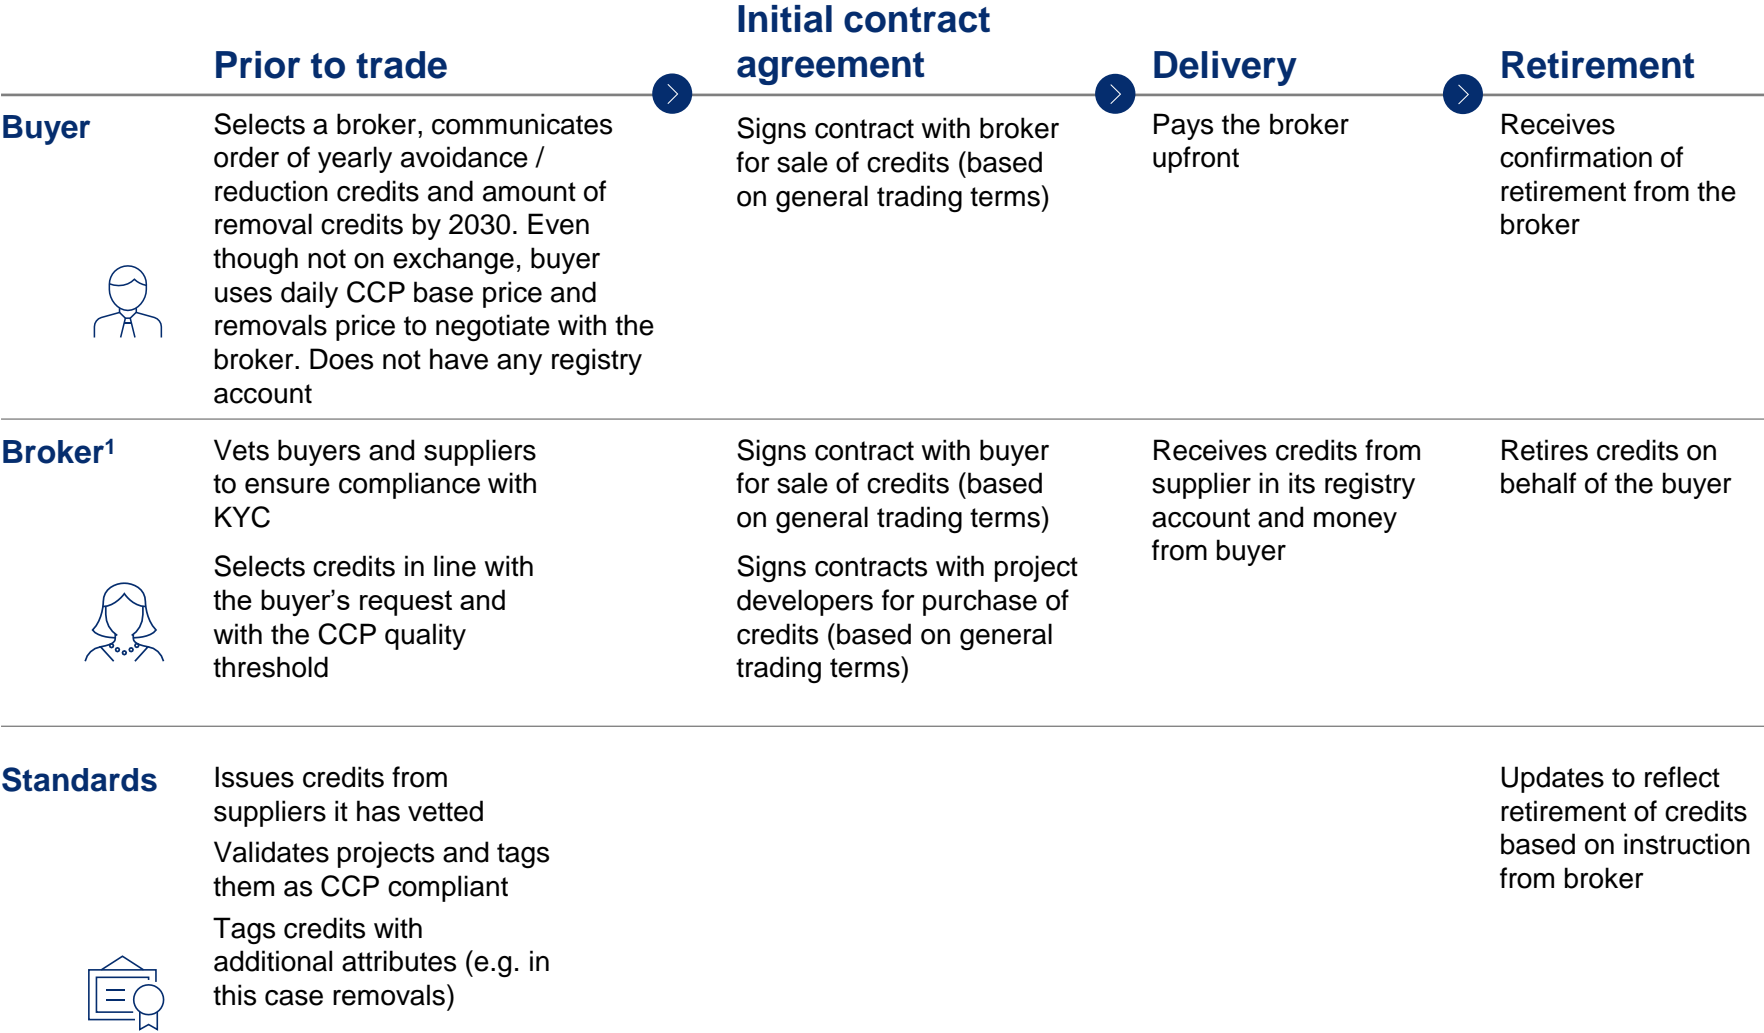 Prior to trade
Initial contract
agreement
Delivery
Retirement
Buyer
Selects a broker, communicates
order of yearly avoidance /
reduction credits and amount of
removal credits by 2030. Even
though not on exchange, buyer
uses daily CCP base price and
removals price to negotiate with the
broker. Does not have any registry
account
Signs contract with broker
for sale of credits (based
on general trading terms)
Pays the broker
upfront
Receives
confirmation of
retirement from the
broker
Broker¹
Vets buyers and suppliers
to ensure compliance with
KYC
Selects credits in line with
the buyer’s request and
with the CCP quality
threshold
Signs contract with buyer
for sale of credits (based
on general trading terms)
Signs contracts with project
developers for purchase of
credits (based on general
trading terms)
Receives credits from
supplier in its registry
account and money
from buyer
Retires credits on
behalf of the buyer
Standards
Issues credits from
suppliers it has vetted
Validates projects and tags
them as CCP compliant
Tags credits with
additional attributes (e.g. in
this case removals)
Updates to reflect
retirement of credits
based on instruction
from broker